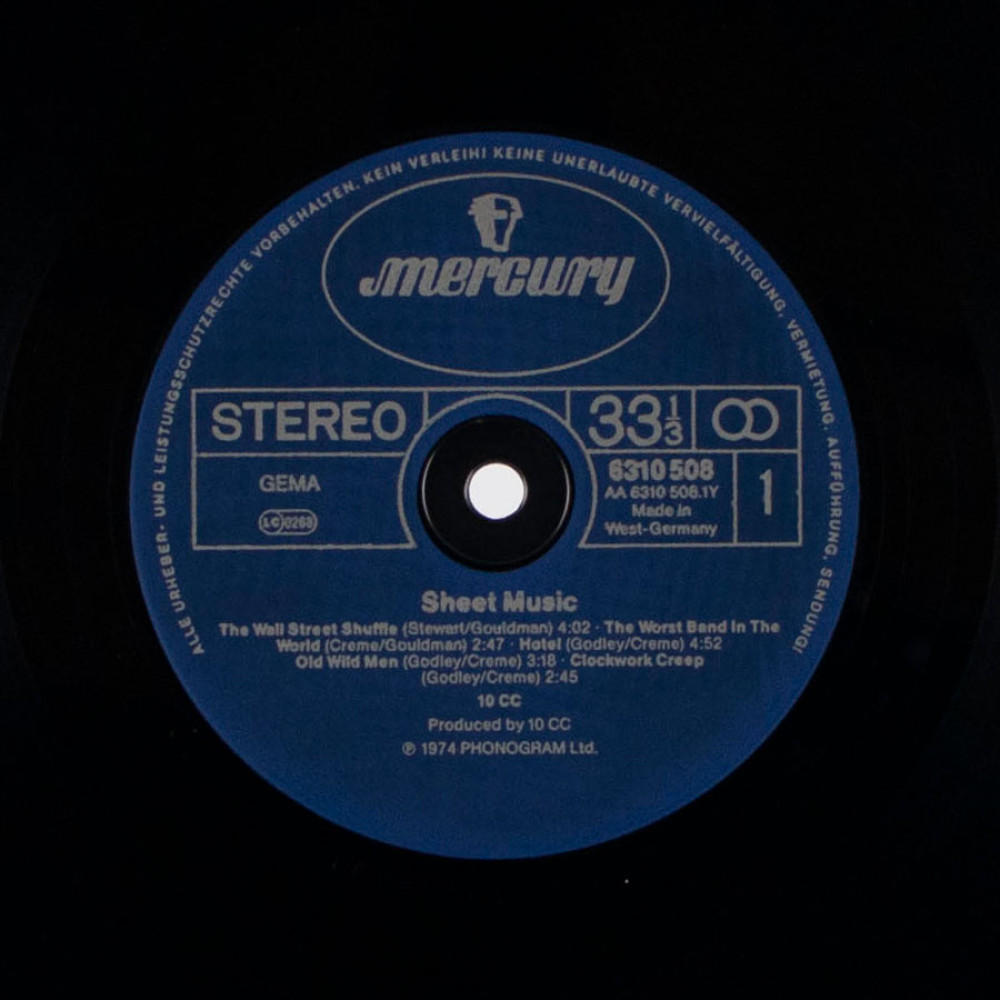 ALLE URHEBER- UND LEISTUNGSSCHUTZRECHTE VORBEHALTEN. KEIN VERLEIH! KEINE UNERLAUBTE VERVIELFÄLTIGUNG, VERMIETUNG, AUFFÜHRUNG, SENDUNG!
mercury
STEREO
33 1/3
GEMA
LC 0268
6310 508
AA 6310 508.1Y
Made in
West-Germany
1
Sheet Music
The Wall Street Shuffle (Stewart/Gouldman) 4:02 · The Worst Band In The
World (Creme/Gouldman) 2:47 · Hotel (Godley/Creme) 4:52
Old Wild Men (Godley/Creme) 3:18 · Clockwork Creep
(Godley/Creme) 2:45
10 CC
Produced by 10 CC
℗ 1974 PHONOGRAM Ltd.